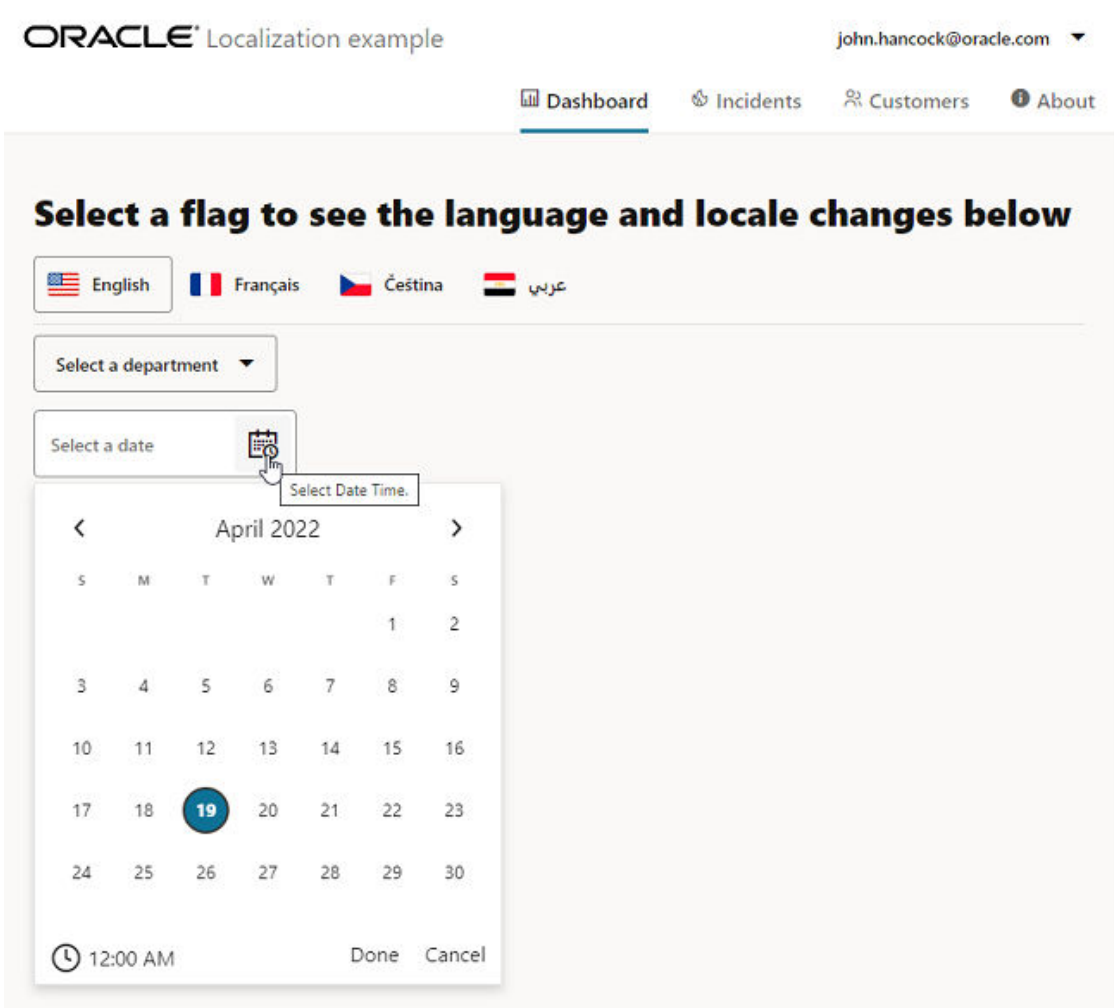 ORACLE Localization example john.hancock@oracle.com
Dashboard Incidents Customers About
Select a flag to see the language and locale changes below
English Français Čeština عربي
Select a department
Select a date
Select Date Time.
April 2022
S M T W T F S
1 2
3 4 5 6 7 8 9
10 11 12 13 14 15 16
17 18 19 20 21 22 23
24 25 26 27 28 29 30
12:00 AM Done Cancel